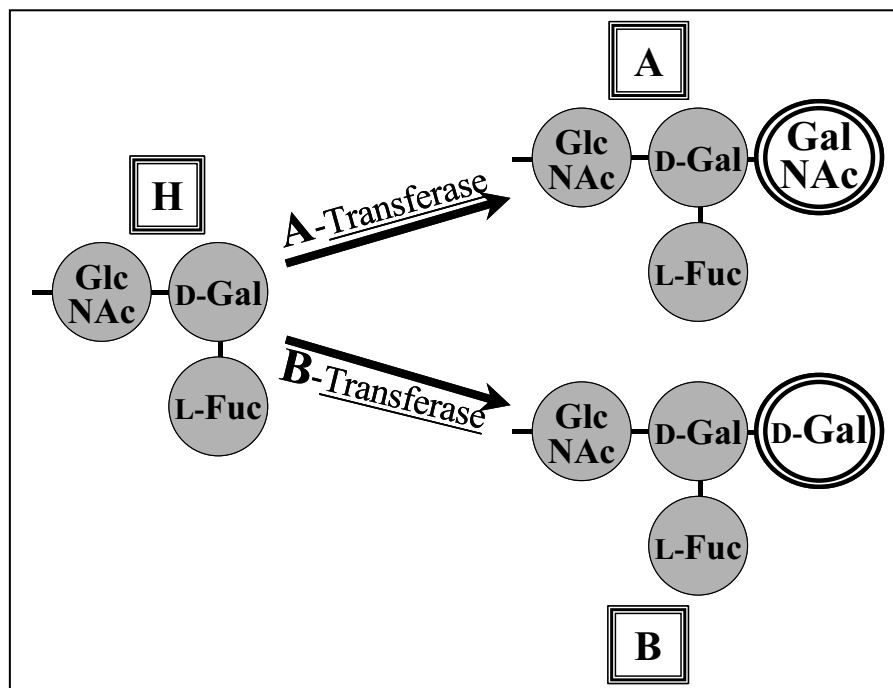 A
Glc
NAc
D-Gal
Gal
NAc
L-Fuc
H
Glc
NAc
D-Gal
L-Fuc
A-Transferase
B-Transferase
Glc
NAc
D-Gal
D-Gal
L-Fuc
B